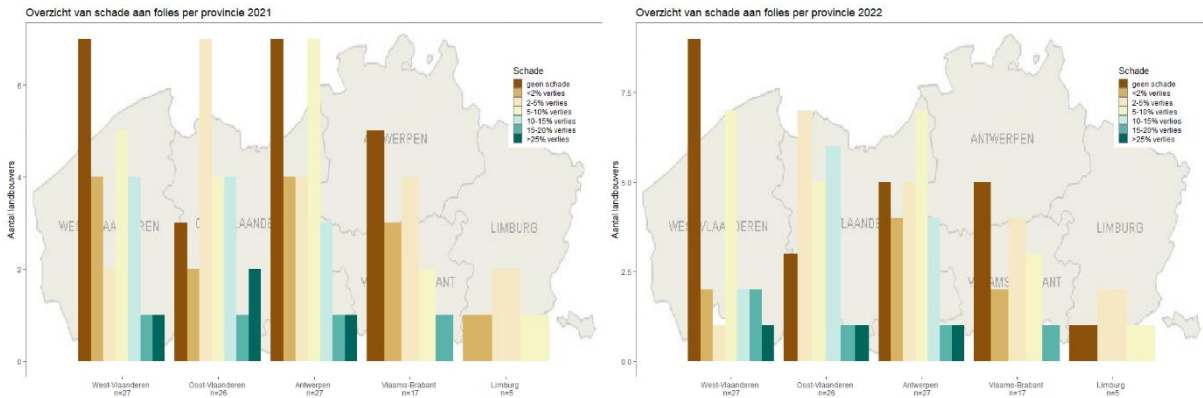 Overzicht van schade aan folies per provincie 2021
Aantal landbouwers
6
4
2
0
ANTWERPEN
WEST-VLAANDEREN
LIMBURG
Schade
geen schade
<2% verlies
2-5% verlies
5-10% verlies
10-15% verlies
15-20% verlies
>25% verlies
West-Vlaanderen
n=27
Oost-Vlaanderen
n=26
Antwerpen
n=27
Vlaams-Brabant
n=17
Limburg
n=5
Overzicht van schade aan folies per provincie 2022
Aantal landbouwers
7.5
5.0
2.5
0.0
ANTWERPEN
WEST-VLAANDEREN
LIMBURG
Schade
geen schade
<2% verlies
2-5% verlies
5-10% verlies
10-15% verlies
15-20% verlies
>25% verlies
West-Vlaanderen
n=27
Oost-Vlaanderen
n=26
Antwerpen
n=27
Vlaams-Brabant
n=17
Limburg
n=5